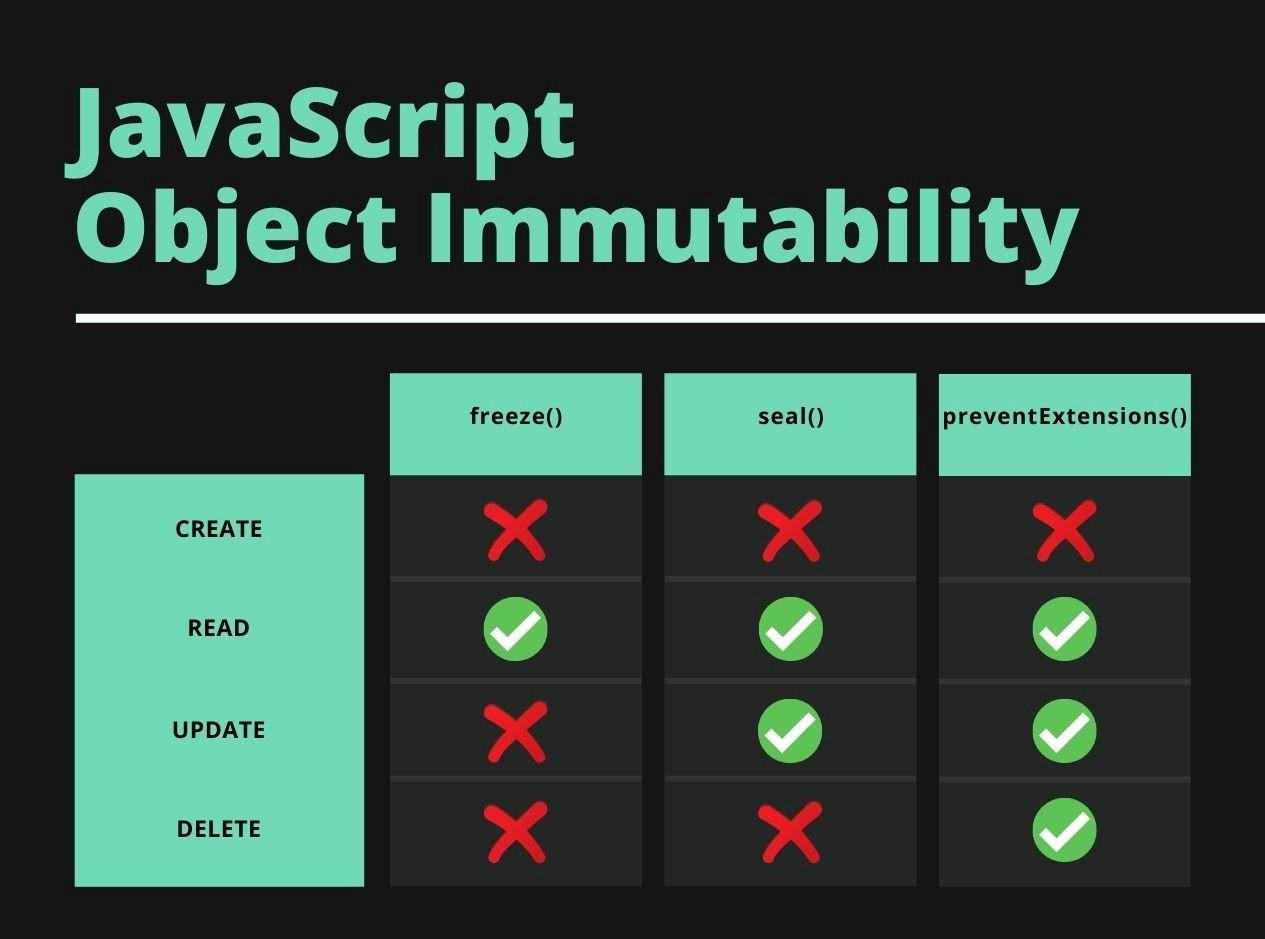 JavaScript
Object Immutability
freeze() seal() preventExtensions()
CREATE
READ
UPDATE
DELETE